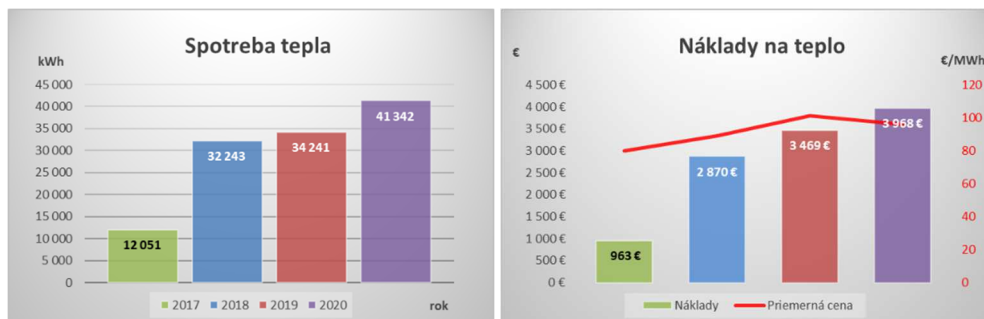 Spotreba tepla
kWh
45 000
40 000
35 000
30 000
25 000
20 000
15 000
10 000
5 000
0
12 051
32 243
34 241
41 342
2017 2018 2019 2020
rok
Náklady na teplo
€
€/MWh
4 500 €
4 000 €
3 500 €
3 000 €
2 500 €
2 000 €
1 500 €
1 000 €
500 €
0 €
963 €
2 870 €
3 469 €
3 968 €
120
100
80
60
40
20
0
Náklady Priemerná cena